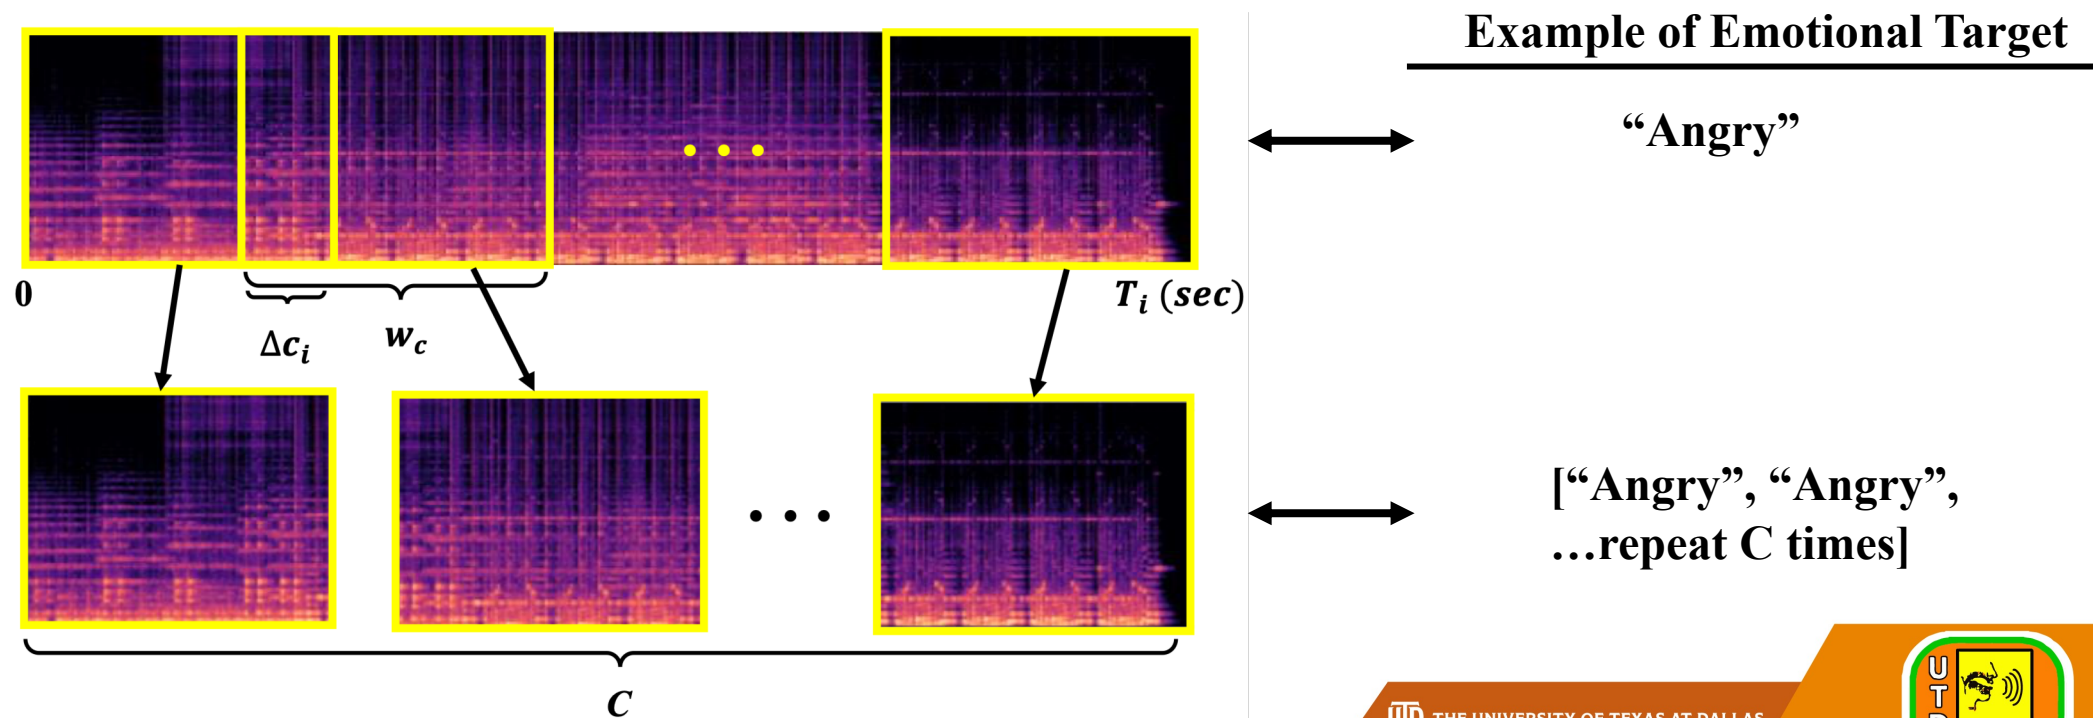 Example of Emotional Target
“Angry”
0
T_i (sec)
Δc_i
w_c
[“Angry”, “Angry”,
…repeat C times]
C
UTD THE UNIVERSITY OF TEXAS AT DALLAS
U
T